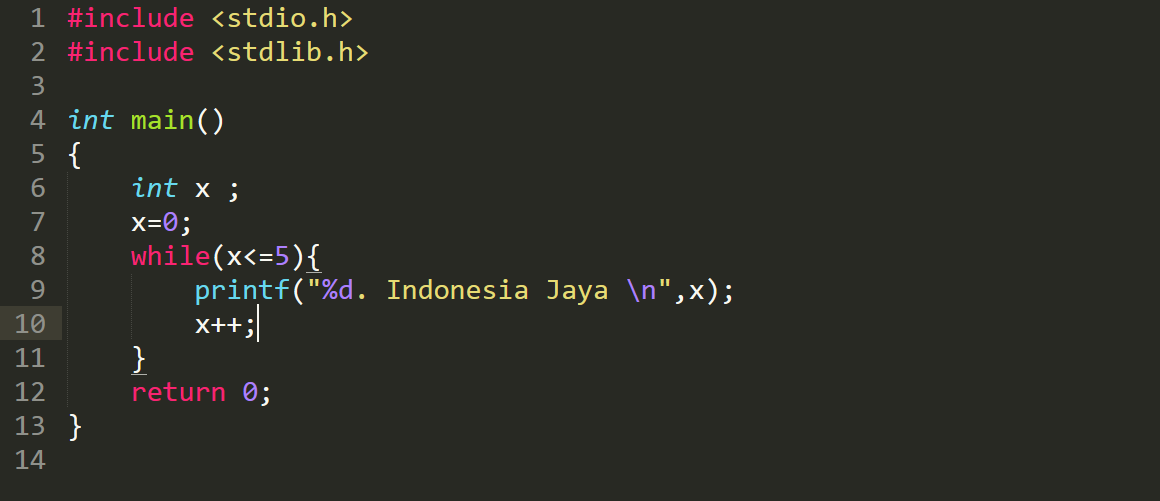 1 #include <stdio.h>
2 #include <stdlib.h>
3
4 int main()
5 {
6 int x ;
7 x=0;
8 while(x<=5){
9 printf("%d. Indonesia Jaya \n",x);
10 x++;
11 }
12 return 0;
13 }
14